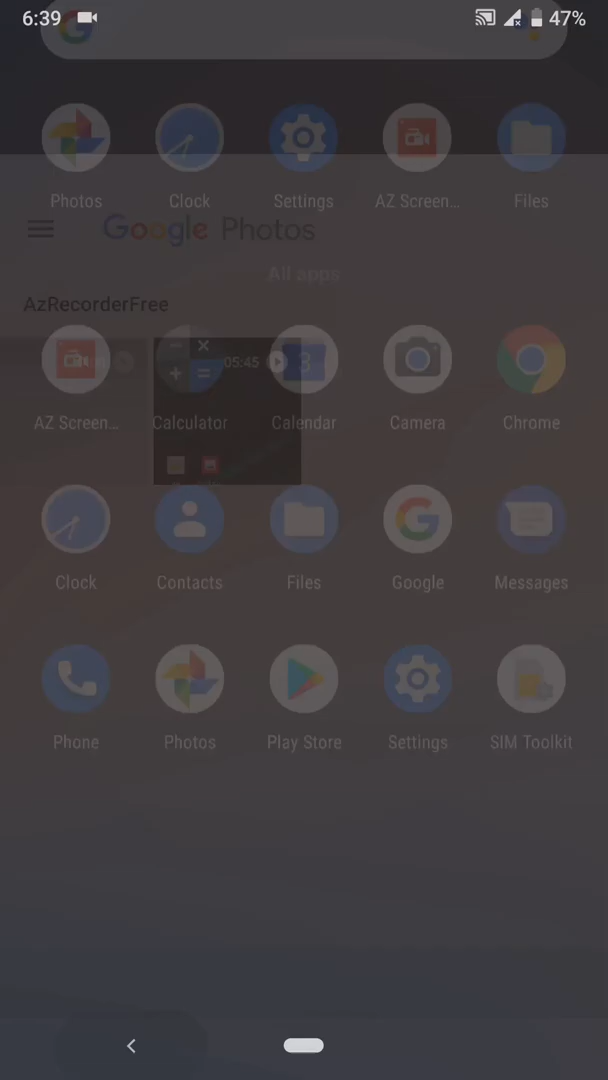 6:39 47%
Photos Clock Settings AZ Screen... Files
Google Photos
All apps
AzRecorderFree
05:45 3
AZ Screen... Calculator Calendar Camera Chrome
Clock Contacts Files Google Messages
Phone Photos Play Store Settings SIM Toolkit